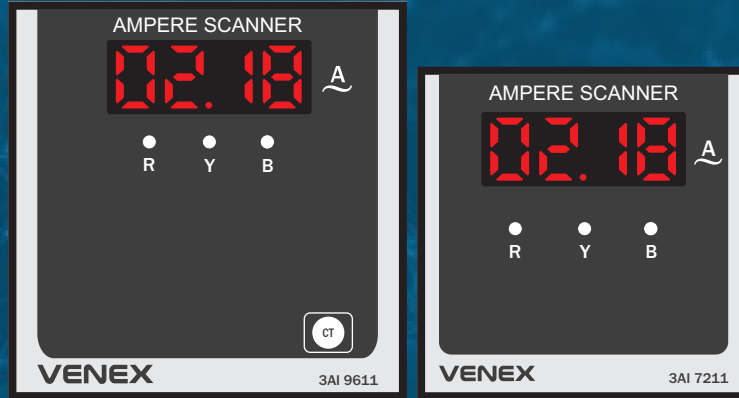 AMPERE SCANNER
02.18 A
R Y B
CT
VENEX 3AI 9611
AMPERE SCANNER
02.18 A
R Y B
VENEX 3AI 7211